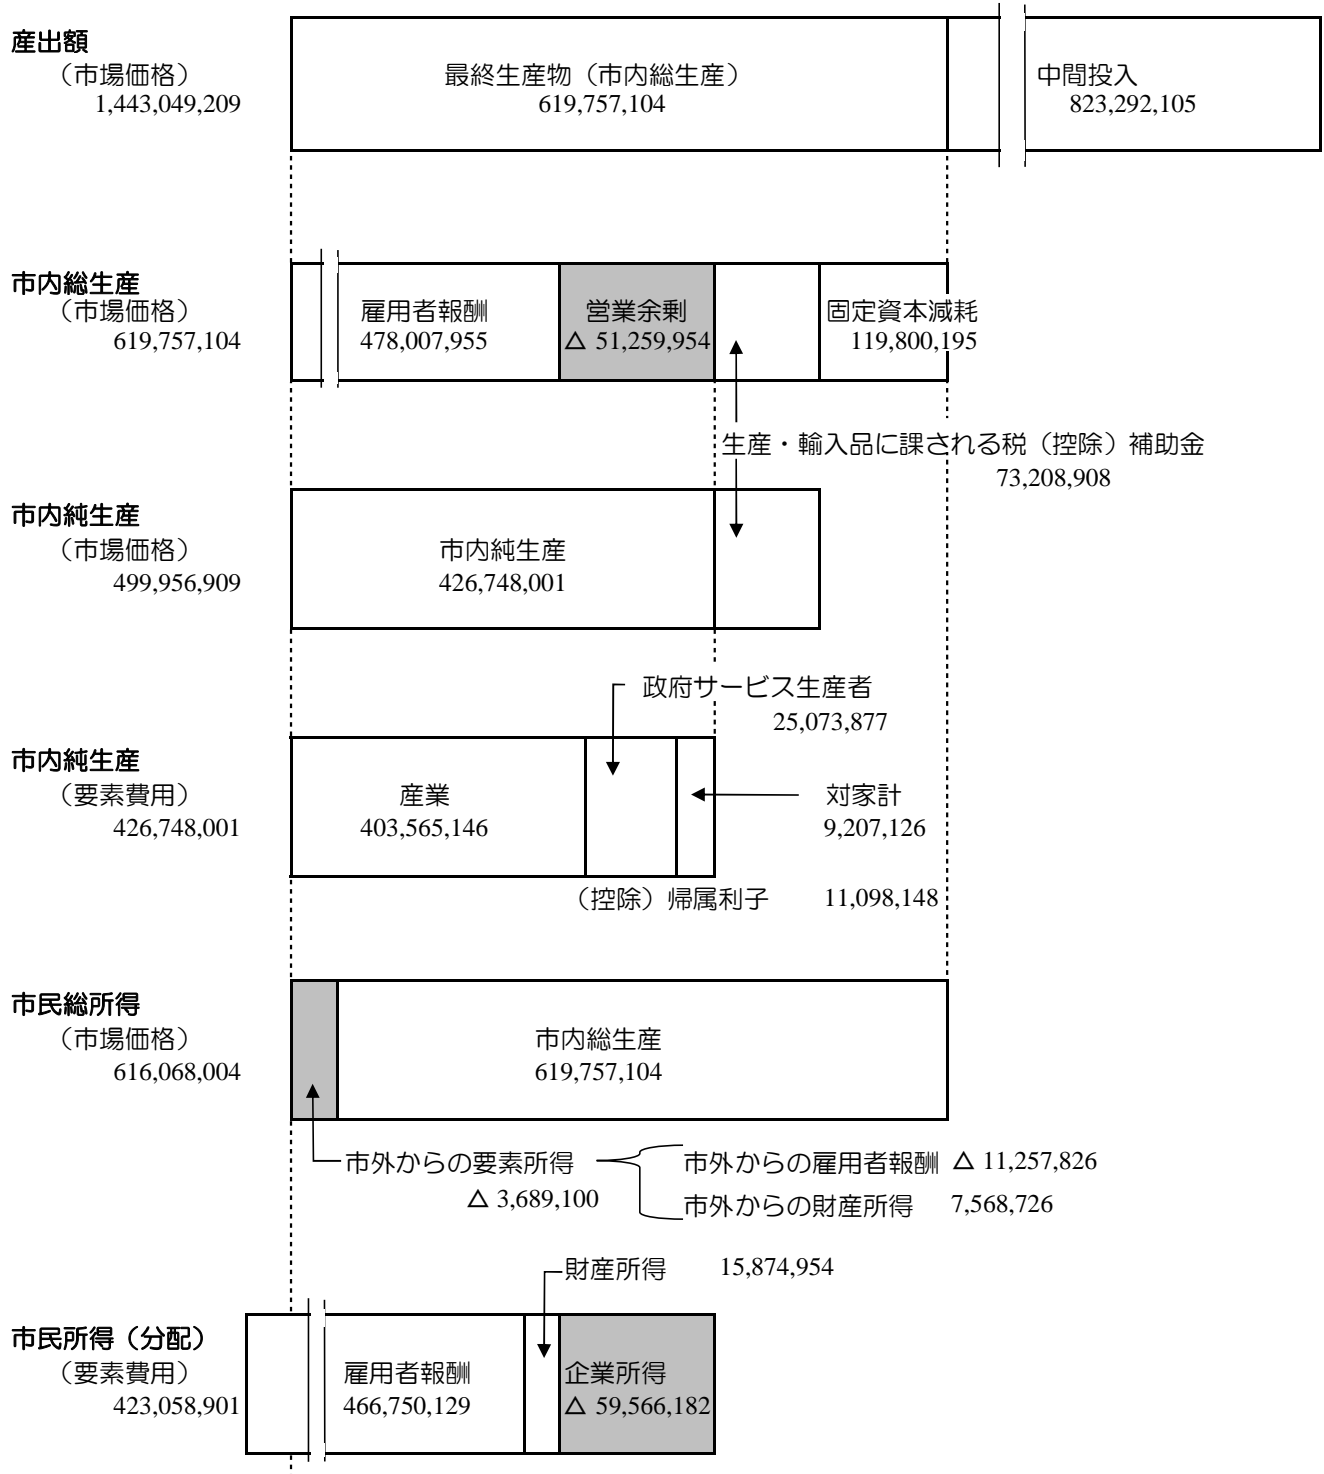 産出額
（市場価格）
1,443,049,209
最終生産物（市内総生産）
619,757,104
中間投入
823,292,105
市内総生産
（市場価格）
619,757,104
雇用者報酬
478,007,955
営業余剰
△ 51,259,954
固定資本減耗
119,800,195
生産・輸入品に課される税（控除）補助金
73,208,908
市内純生産
（市場価格）
499,956,909
市内純生産
426,748,001
政府サービス生産者
25,073,877
市内純生産
（要素費用）
426,748,001
産業
403,565,146
対家計
9,207,126
（控除）帰属利子 11,098,148
市民総所得
（市場価格）
616,068,004
市内総生産
619,757,104
市外からの要素所得
△ 3,689,100
市外からの雇用者報酬 △ 11,257,826
市外からの財産所得 7,568,726
財産所得 15,874,954
市民所得（分配）
（要素費用）
423,058,901
雇用者報酬
466,750,129
企業所得
△ 59,566,182